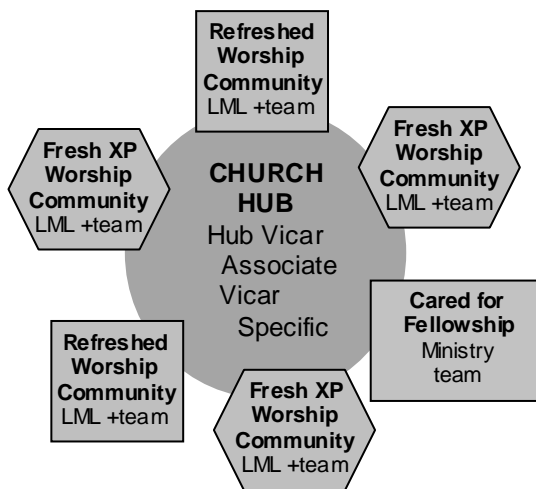 Refreshed
Worship
Community
LML +team
Fresh XP
Worship
Community
LML +team
Fresh XP
Worship
Community
LML +team
CHURCH
HUB
Hub Vicar
Associate
Vicar
Specific
Cared for
Fellowship
Ministry
team
Refreshed
Worship
Community
LML +team
Fresh XP
Worship
Community
LML +team